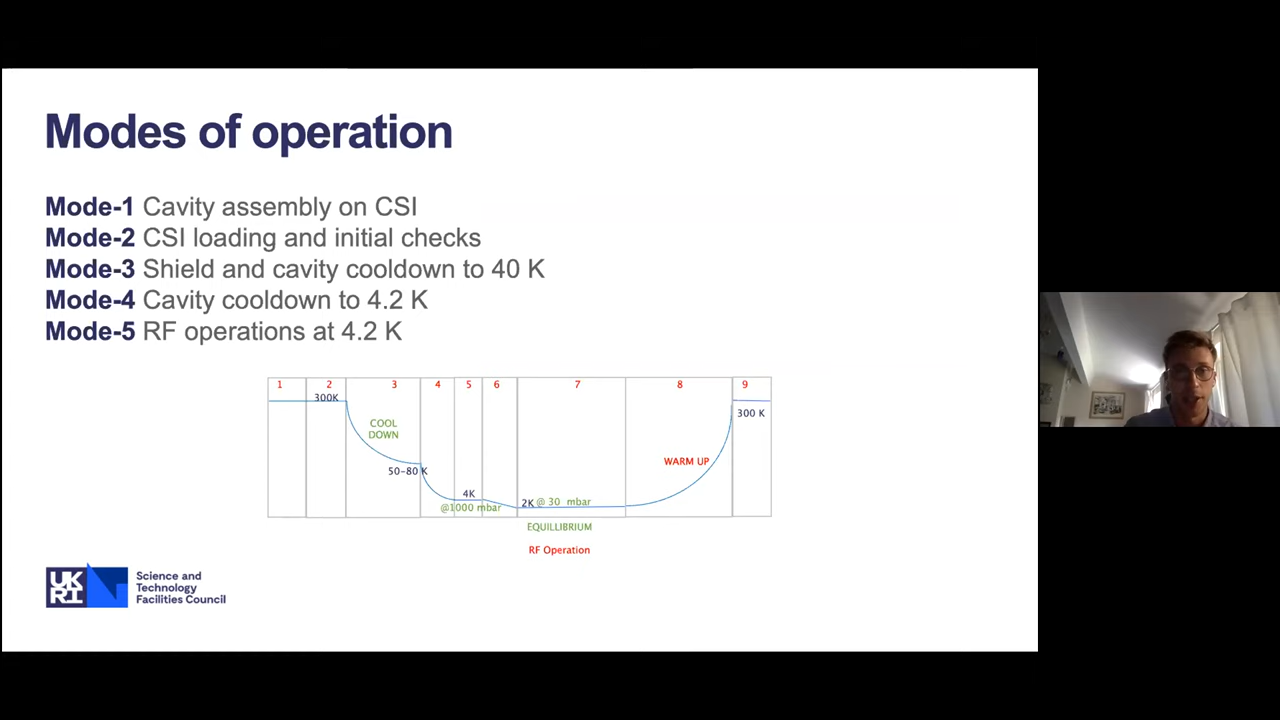 Modes of operation
Mode-1 Cavity assembly on CSI
Mode-2 CSI loading and initial checks
Mode-3 Shield and cavity cooldown to 40 K
Mode-4 Cavity cooldown to 4.2 K
Mode-5 RF operations at 4.2 K
1 2 3 4 5 6 7 8 9
300K
300 K
COOL
DOWN
WARM UP
50-80 K
4K
@1000 mbar
2K @ 30 mbar
EQUILLIBRIUM
RF Operation
UK
RI
Science and
Technology
Facilities Council